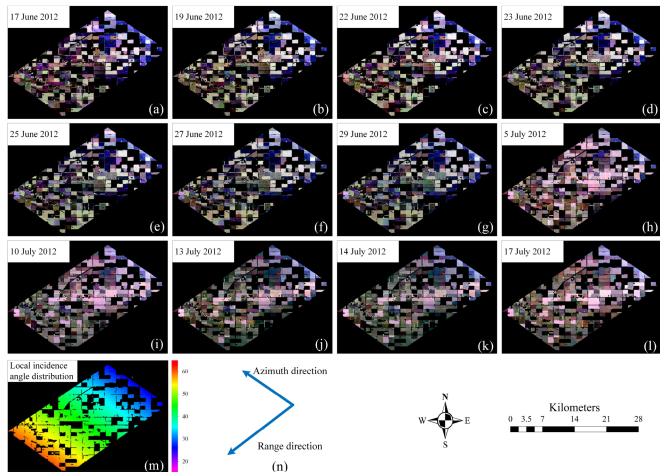 17 June 2012
(a)
19 June 2012
(b)
22 June 2012
(c)
23 June 2012
(d)
25 June 2012
(e)
27 June 2012
(f)
29 June 2012
(g)
5 July 2012
(h)
10 July 2012
(i)
13 July 2012
(j)
14 July 2012
(k)
17 July 2012
(l)
Local incidence
angle distribution
(m)
60
50
40
30
20
Azimuth direction
Range direction
(n)
N
W E
S
Kilometers
0 3.5 7 14 21 28